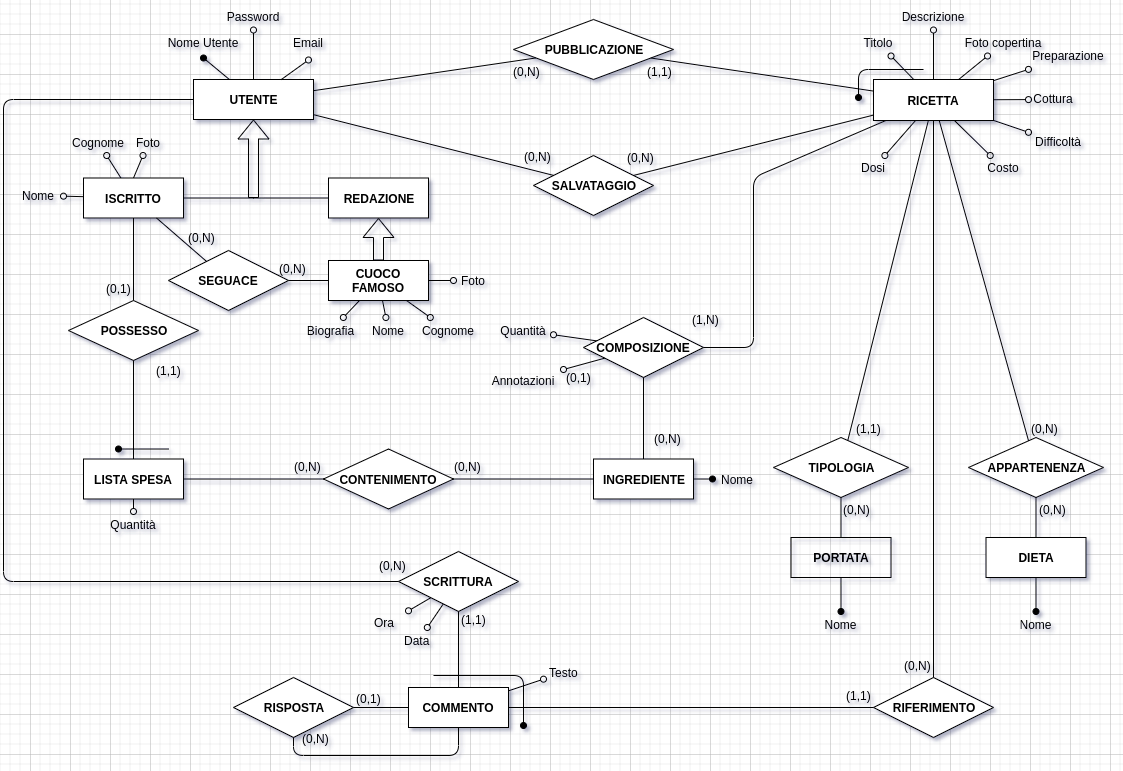 Password
Descrizione
Nome Utente
Email
Titolo
Foto copertina
PUBBLICAZIONE
Preparazione
(0,N)
(1,1)
UTENTE
RICETTA
Cottura
Cognome
Foto
Difficoltà
(0,N)
(0,N)
Dosi
Costo
SALVATAGGIO
Nome
ISCRITTO
REDAZIONE
(0,N)
SEGUACE
(0,N)
CUOCO
FAMOSO
Foto
(0,1)
Biografia
Nome
Cognome
POSSESSO
Quantità
(1,N)
COMPOSIZIONE
(1,1)
Annotazioni
(0,1)
(1,1)
(0,N)
(0,N)
LISTA SPESA
(0,N)
CONTENIMENTO
(0,N)
INGREDIENTE
Nome
TIPOLOGIA
APPARTENENZA
Quantità
(0,N)
(0,N)
PORTATA
DIETA
(0,N)
SCRITTURA
Ora
Data
(1,1)
Nome
Nome
Testo
(0,N)
RISPOSTA
(0,1)
COMMENTO
(1,1)
RIFERIMENTO
(0,N)